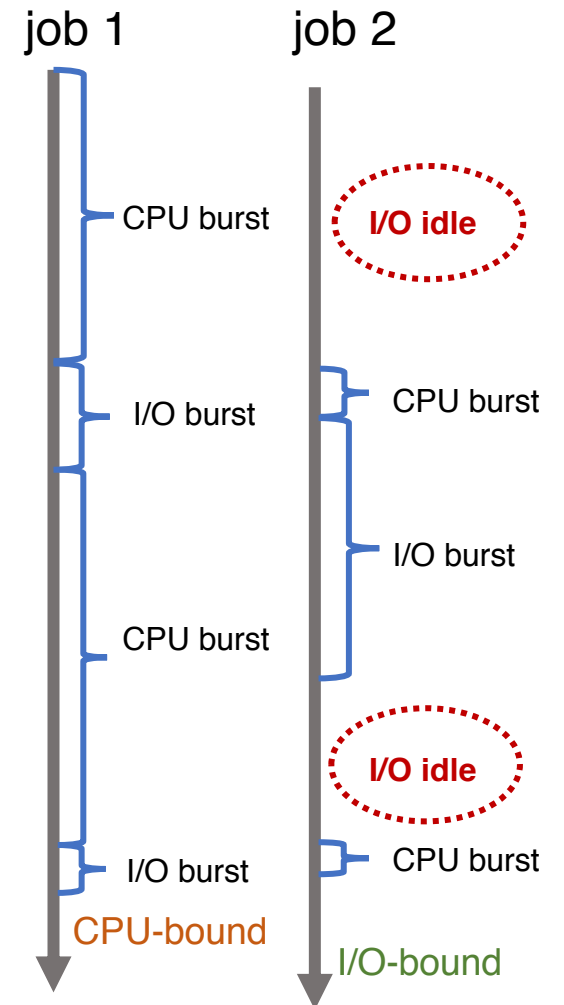 job 1
CPU burst
I/O burst
CPU burst
I/O burst
CPU-bound
job 2
I/O idle
CPU burst
I/O burst
I/O idle
CPU burst
I/O-bound